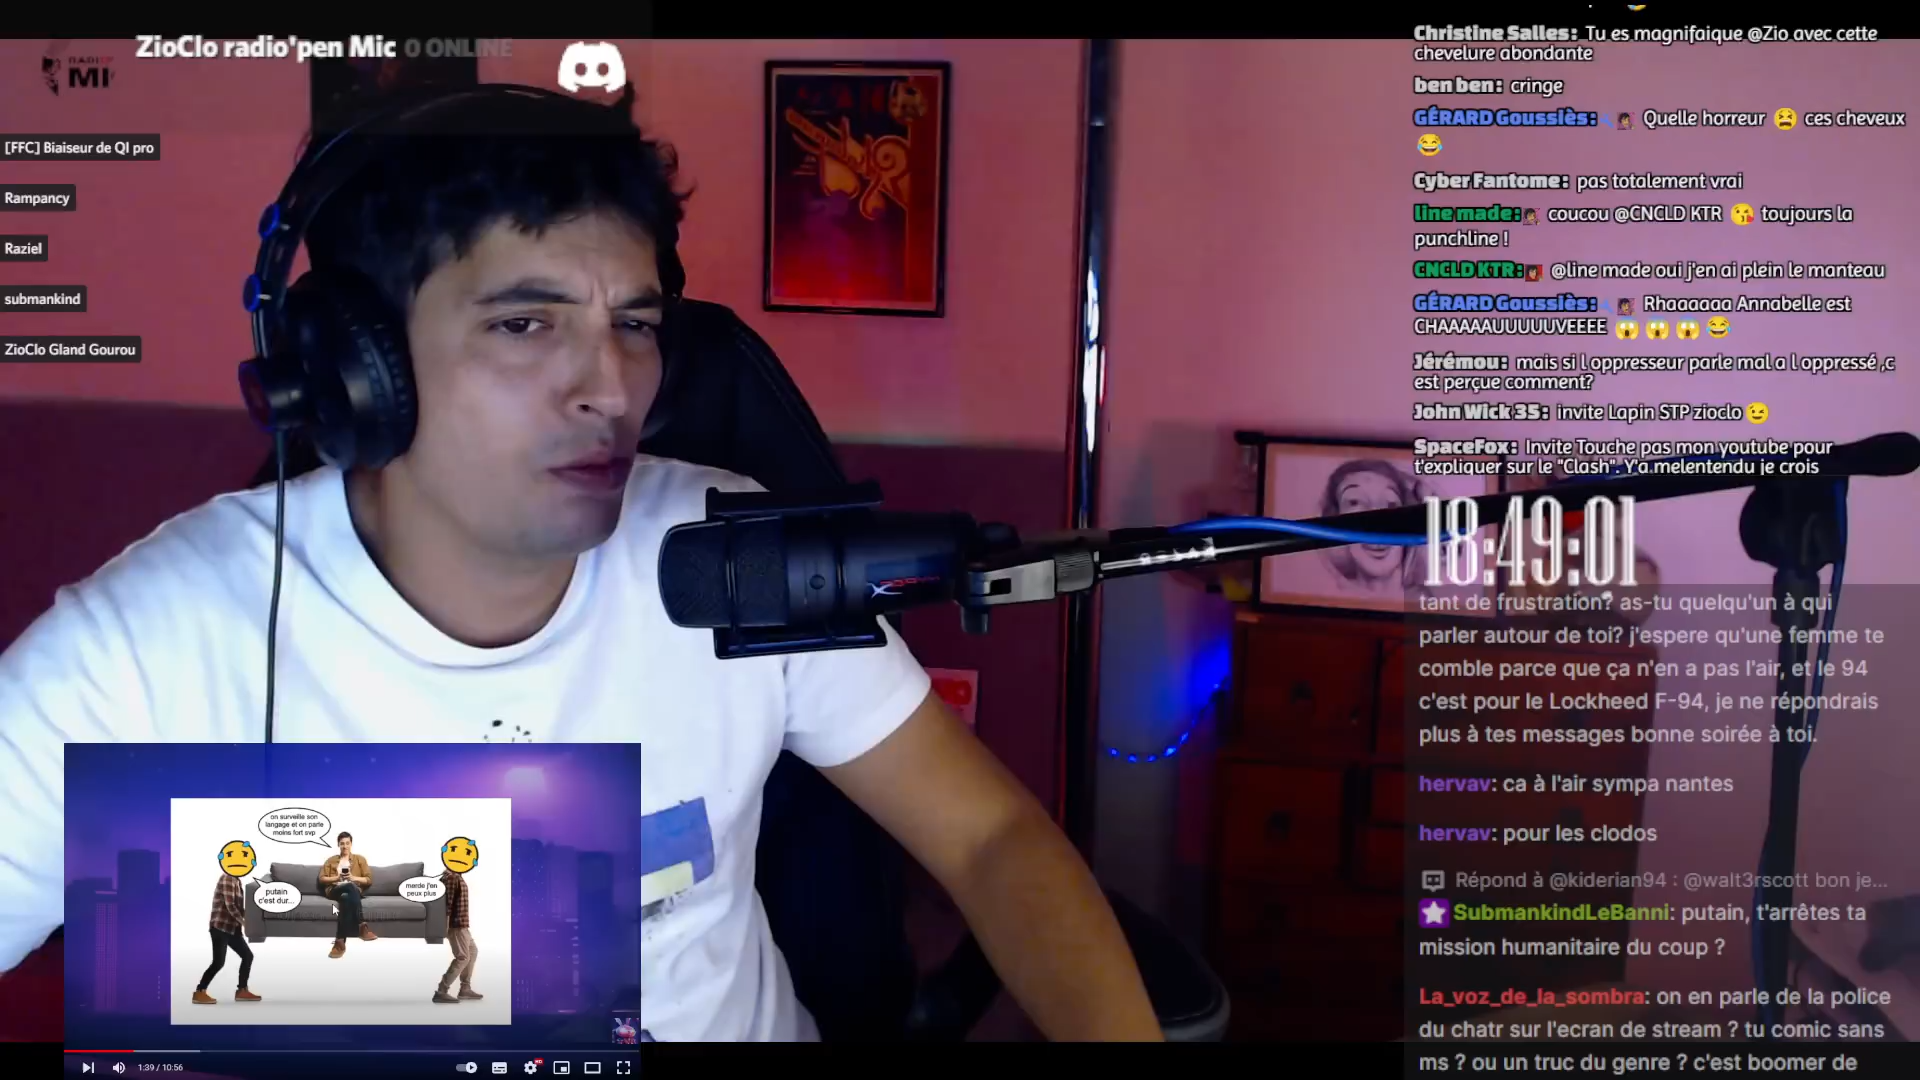 ZioClo radio'pen Mic 0 ONLINE
MI
[FFC] Biaiseur de QI pro
Rampancy
Raziel
submankind
ZioClo Gland Gourou
Christine Salles: Tu es magnifaique @Zio avec cette
chevelure abondante
ben ben: cringe
GÉRARD Goussiès: Quelle horreur 😫 ces cheveux
😂
Cyber Fantome: pas totalement vrai
line made: coucou @CNCLD KTR 😘 toujours la
punchline !
CNCLD KTR: @line made oui j'en ai plein le manteau
GÉRARD Goussiès: Rhaaaaaa Annabelle est
CHAAAAAUUUUUUVEEEE 😱 😱 😱 😂
Jérémou: mais si l oppresseur parle mal a l oppressé ,c
est perçue comment?
John Wick 35: invite Lapin STP zioclo 😉
SpaceFox: Invite Touche pas mon youtube pour
t'expliquer sur le "Clash". Y'a melentendu je crois
18:49:01
tant de frustration? as-tu quelqu'un à qui
parler autour de toi? j'espere qu'une femme te
comble parce que ça n'en a pas l'air, et le 94
c'est pour le Lockheed F-94, je ne répondrais
plus à tes messages bonne soirée à toi.
hervav: ca à l'air sympa nantes
hervav: pour les clodos
Répond à @kiderian94 : @walt3rscott bon je...
SubmankindLeBanni: putain, t'arrêtes ta
mission humanitaire du coup ?
La_voz_de_la_sombra: on en parle de la police
du chatr sur l'ecran de stream ? tu comic sans
ms ? ou un truc du genre ? c'est boomer de
on surveille son
langage et on parle
moins fort svp
putain
c'est dur...
merde j'en
peux plus
1:39 / 10:56